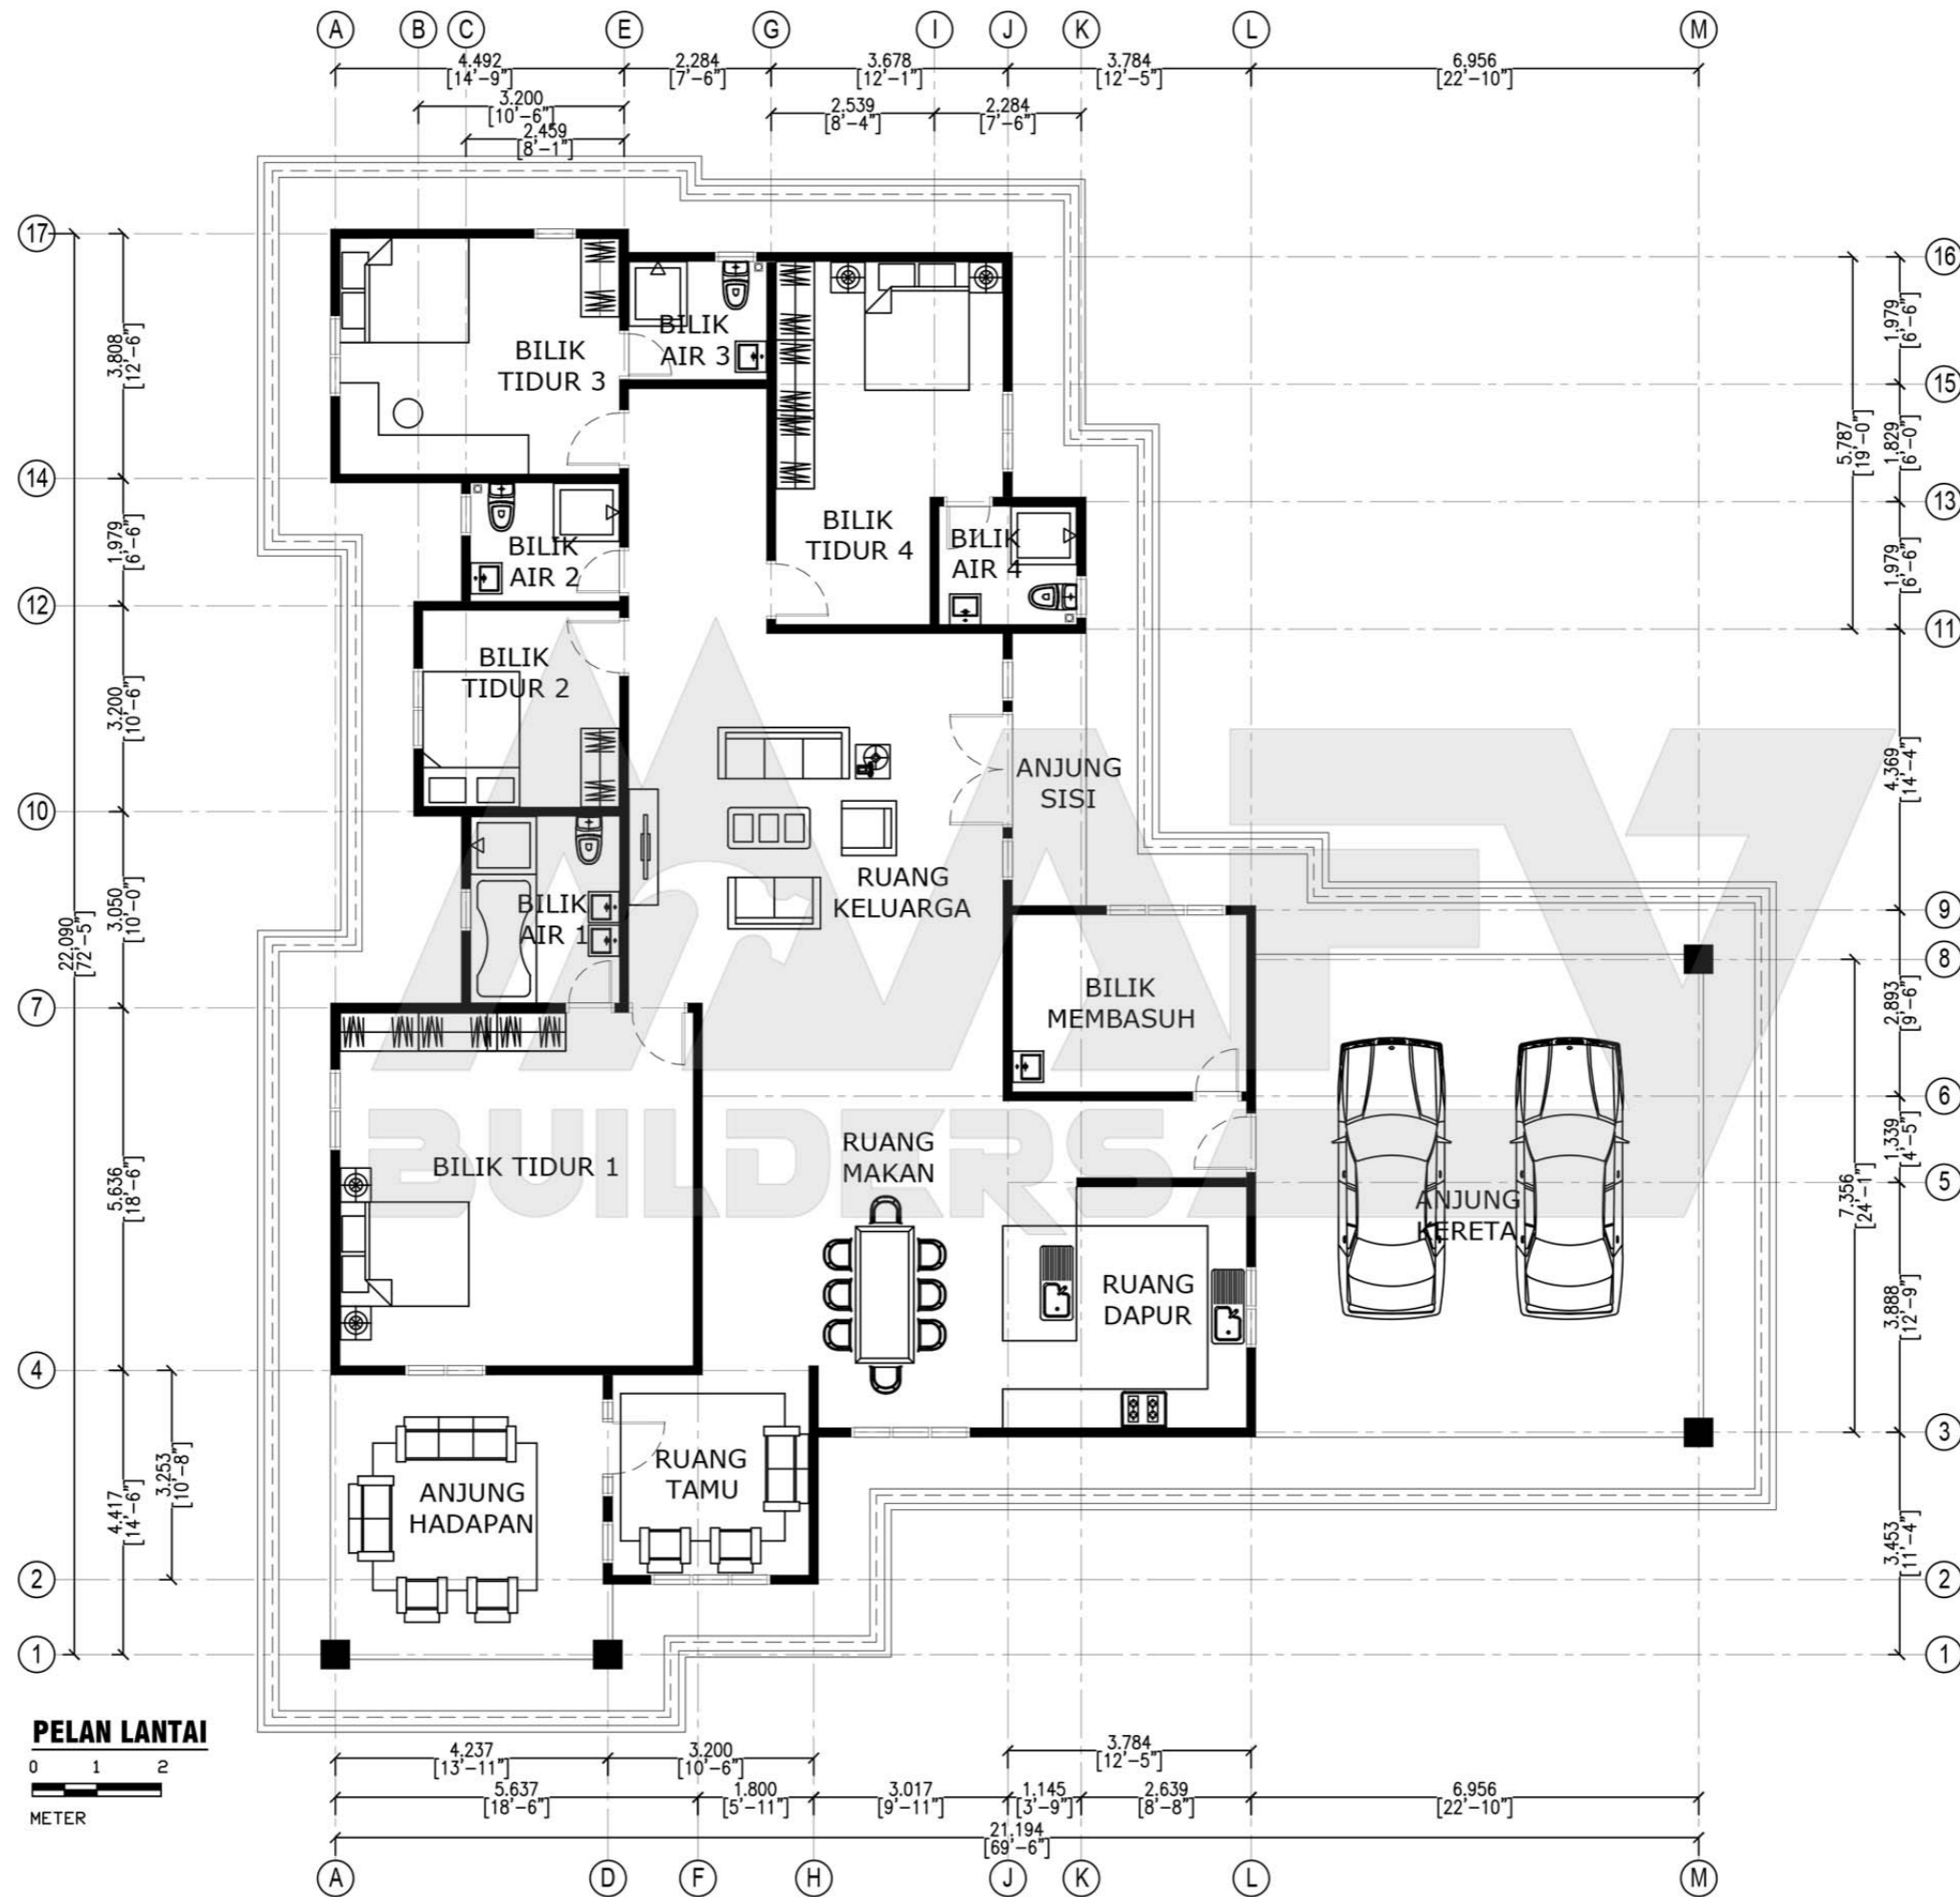 A B C E G I J K L M
4.492 2.284 3.678 3.784 6.956
[14'-9"] [7'-6"] [12'-1"] [12'-5"] [22'-10"]
3.200 2.539 2.284
[10'-6"] [8'-4"] [7'-6"]
2.459
[8'-1"]
17
16
15
14
13
12
11
10
9
8
7
6
5
4
3
2
2
1
1
22.090
[72'-5"]
3.808
[12'-6"]
1.979
[6'-6"]
3.200
[10'-6"]
3.050
[10'-0"]
5.636
[18'-6"]
4.417
[14'-6"]
3.253
[10'-8"]
BILIK
TIDUR 3
BILIK
AIR 3
BILIK
TIDUR 4
BILIK
AIR 4
BILIK
AIR 2
BILIK
TIDUR 2
ANJUNG
SISI
RUANG
KELUARGA
BILIK
AIR 1
BILIK
MEMBASUH
MAEV
BUILDERS
BILIK TIDUR 1
RUANG
MAKAN
ANJUNG
KERETA
RUANG
DAPUR
RUANG
TAMU
ANJUNG
HADAPAN
5.787
[19'-0"]
1.979
[6'-6"]
1.829
[6'-0"]
1.979
[6'-6"]
4.369
[14'-4"]
2.893
[9'-6"]
1.339
[4'-5"]
7.356
[24'-1"]
3.888
[12'-9"]
3.453
[11'-4"]
PELAN LANTAI
0 1 2
METER
4.237 3.200 3.784
[13'-11"] [10'-6"] [12'-5"]
5.637 1.800 3.017 1.145 2.639 6.956
[18'-6"] [5'-11"] [9'-11"] [3'-9"] [8'-8"] [22'-10"]
21.194
[69'-6"]
A D F H J K L M